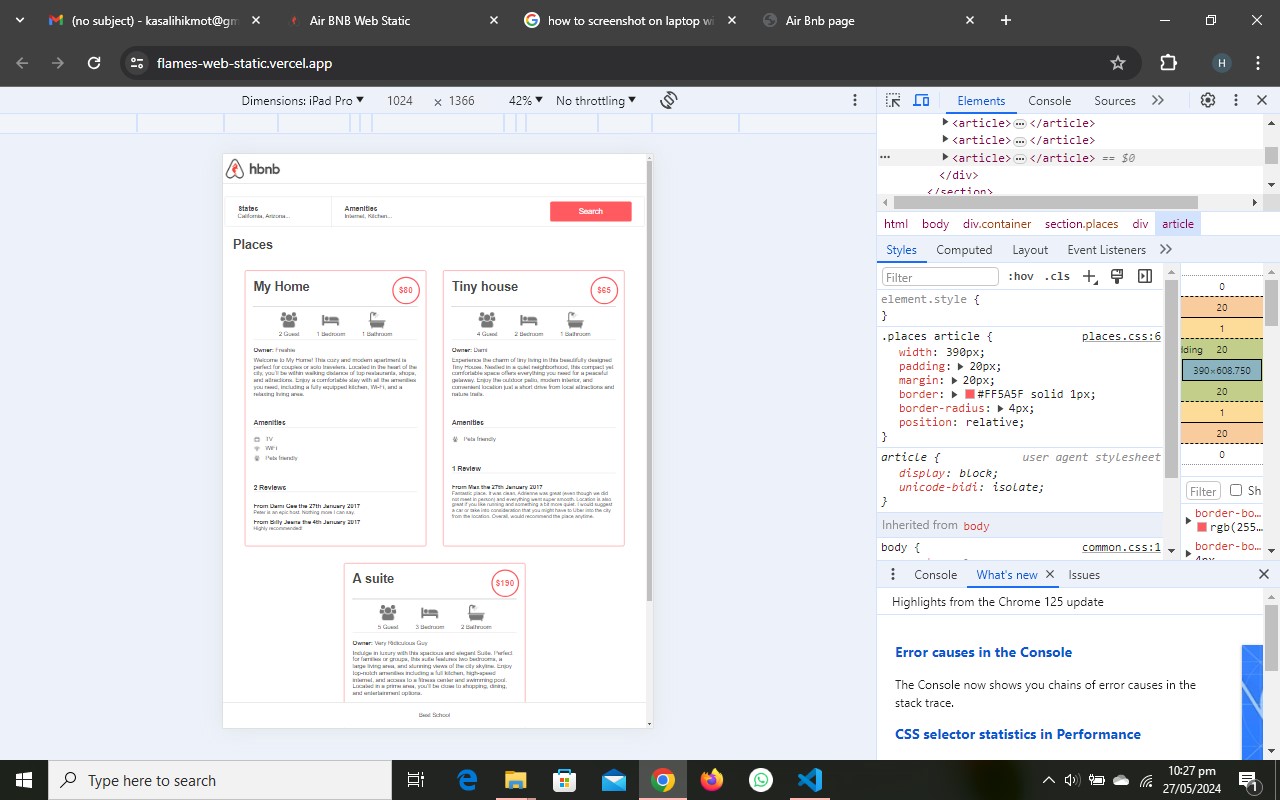 (no subject) - kasalihikmot@gm
Air BNB Web Static
how to screenshot on laptop wi
Air Bnb page
flames-web-static.vercel.app
H
Dimensions: iPad Pro 1024 × 1366 42% No throttling
Elements Console Sources
<article> </article>
<article> </article>
<article> </article> == $0
</div>
</section>
html body div.container section.places div article
Styles Computed Layout Event Listeners
Filter :hov .cls
element.style {
}
.places article { places.css:6
width: 390px;
padding: 20px;
margin: 20px;
border: #FF5A5F solid 1px;
border-radius: 4px;
position: relative;
}
article { user agent stylesheet
display: block;
unicode-bidi: isolate;
}
Inherited from body
body { common.css:1
0
20
1
dding 20
390×608.750
20
1
20
0
Filter Sh
border-bo…
rgb(255…
border-bo…
4px
Console What's new Issues
Highlights from the Chrome 125 update
Error causes in the Console
The Console now shows you chains of error causes in the
stack trace.
CSS selector statistics in Performance
hbnb
States
California, Arizona...
Amenities
Internet, Kitchen...
Search
Places
My Home
$80
2 Guest 1 Bedroom 1 Bathroom
Owner: Freshie
Welcome to My Home! This cozy and modern apartment is
perfect for couples or solo travelers. Located in the heart of the
city, you'll be within walking distance of top restaurants, shops,
and attractions. Enjoy a comfortable stay with all the amenities
you need, including a fully equipped kitchen, Wi-Fi, and a
relaxing living area.
Amenities
TV
WiFi
Pets friendly
2 Reviews
From Dami Gee the 27th January 2017
Peter is an epic host. Nothing more I can say.
From Billy Jeans the 4th January 2017
Highly recommended!
Tiny house
$65
4 Guest 2 Bedroom 1 Bathroom
Owner: Dami
Experience the charm of tiny living in this beautifully designed
Tiny House. Nestled in a quiet neighborhood, this compact yet
comfortable space offers everything you need for a peaceful
getaway. Enjoy the outdoor patio, modern interior, and
convenient location just a short drive from local attractions and
nature trails.
Amenities
Pets friendly
1 Review
From Max the 27th January 2017
Fantastic place. It was clean, Adrienne was great (even though we did
not meet in person) and everything went super smooth. Location is also
great if you like running and something a bit more quiet. I would suggest
a car or take into consideration that you might have to Uber into the city
from the location. Overall, would recommend the place anytime.
A suite
$190
5 Guest 3 Bedroom 2 Bathroom
Owner: Very Ridiculous Guy
Indulge in luxury with this spacious and elegant Suite. Perfect
for families or groups, this suite features two bedrooms, a
large living area, and stunning views of the city skyline. Enjoy
top-notch amenities including a full kitchen, high-speed
internet, and access to a fitness center and swimming pool.
Located in a prime area, you'll be close to shopping, dining,
and entertainment options.
Best School
Type here to search
10:27 pm
27/05/2024
1